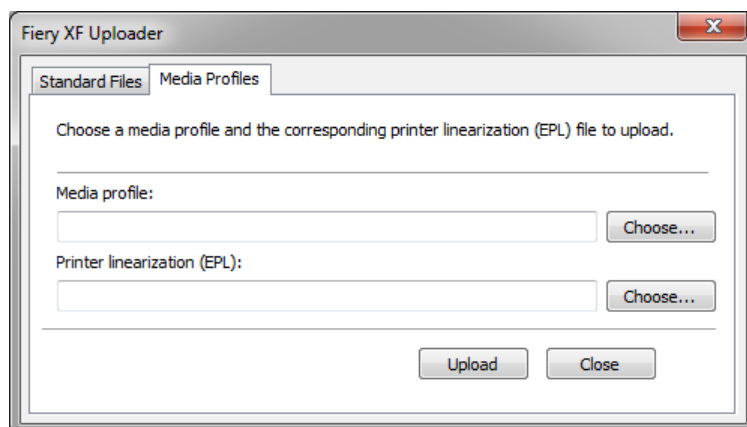 Fiery XF Uploader
Standard Files Media Profiles
Choose a media profile and the corresponding printer linearization (EPL) file to upload.
Media profile:
Choose...
Printer linearization (EPL):
Choose...
Upload Close